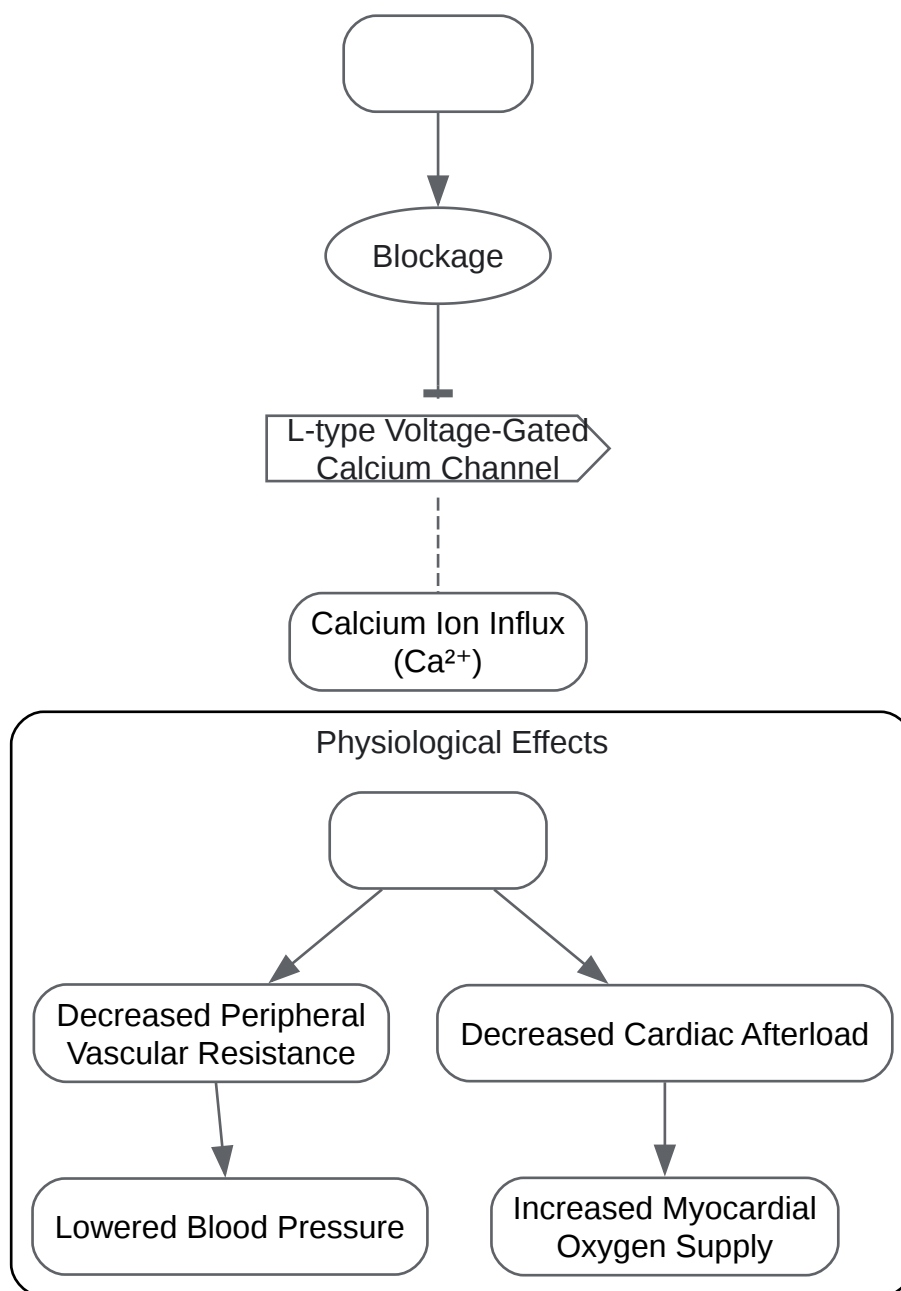 Blockage
L-type Voltage-Gated
Calcium Channel
Calcium Ion Influx
(Ca²⁺)
Physiological Effects
Decreased Peripheral
Vascular Resistance
Decreased Cardiac Afterload
Lowered Blood Pressure
Increased Myocardial
Oxygen Supply